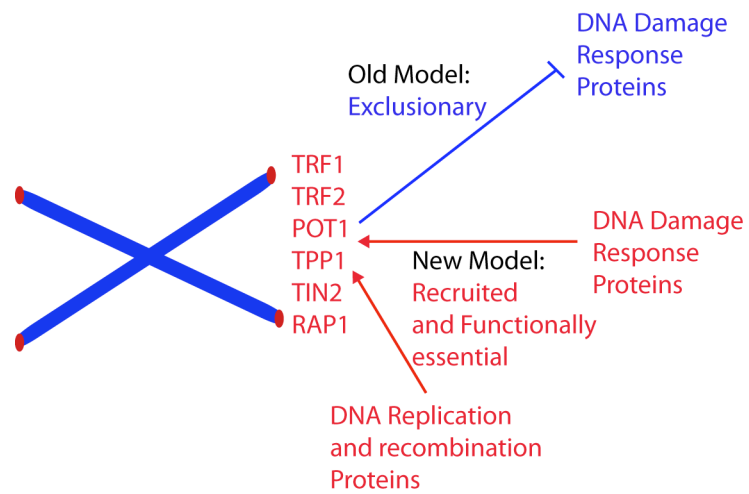 DNA Damage
Response
Proteins
Old Model:
Exclusionary
TRF1
TRF2
POT1
TPP1
TIN2
RAP1
DNA Damage
Response
Proteins
New Model:
Recruited
and Functionally
essential
DNA Replication
and recombination
Proteins